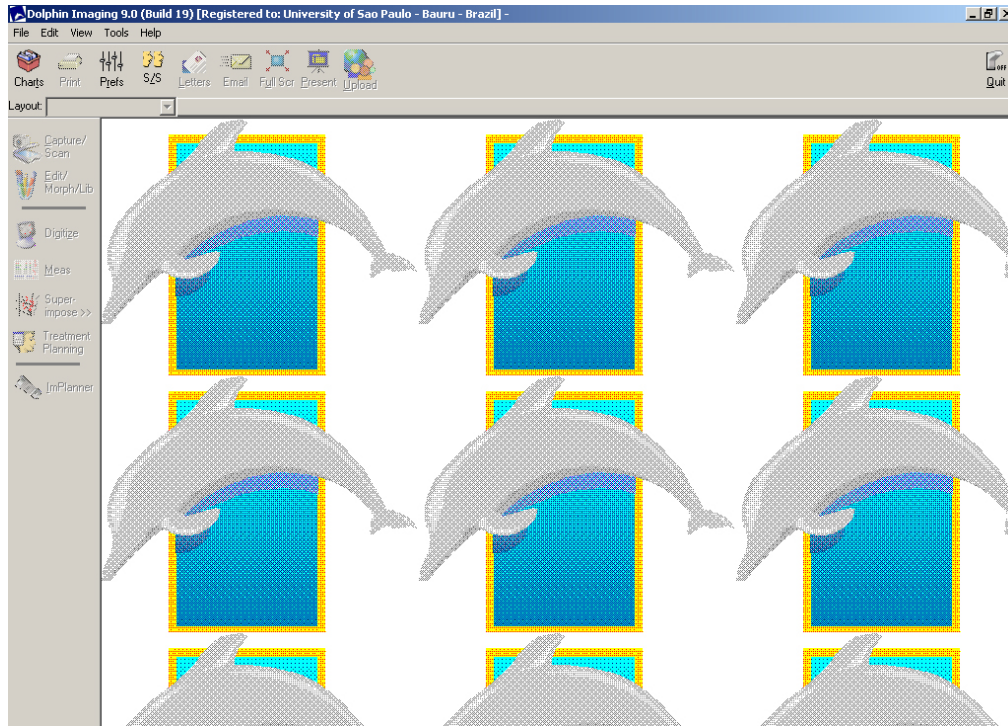 Dolphin Imaging 9.0 (Build 19) [Registered to: University of Sao Paulo - Bauru - Brazil] -
File Edit View Tools Help
Charts Print Prefs S/S Letters Email Full Scr Present Upload OFF Quit
Layout:
Capture/
Scan
Edit/
Morph/Lib
Digitize
Meas
Super-
impose >>
Treatment
Planning
ImPlanner